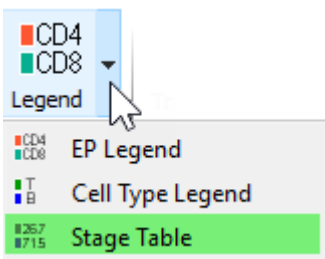 CD4
CD8
Legend
CD4
CD8
EP Legend
T
B
Cell Type Legend
267
715
Stage Table